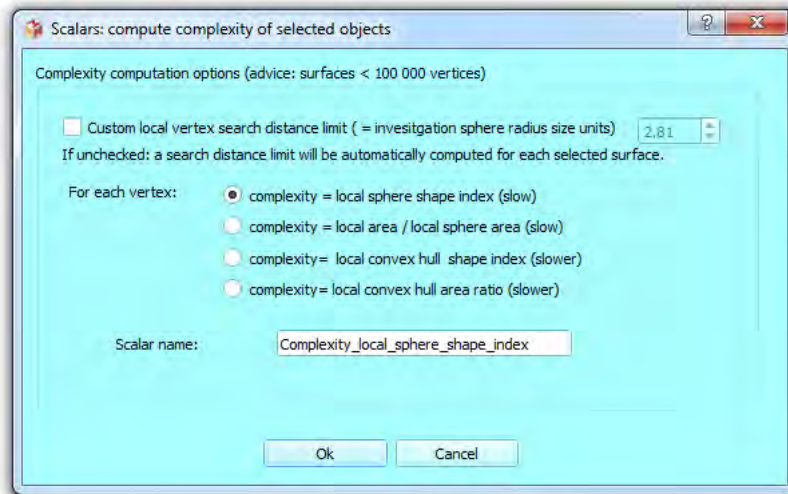 Scalars: compute complexity of selected objects
Complexity computation options (advice: surfaces < 100 000 vertices)
Custom local vertex search distance limit ( = invesitgation sphere radius size units) 2,81
If unchecked: a search distance limit will be automatically computed for each selected surface.
For each vertex: complexity = local sphere shape index (slow)
complexity = local area / local sphere area (slow)
complexity= local convex hull shape index (slower)
complexity= local convex hull area ratio (slower)
Scalar name: Complexity_local_sphere_shape_index
Ok Cancel